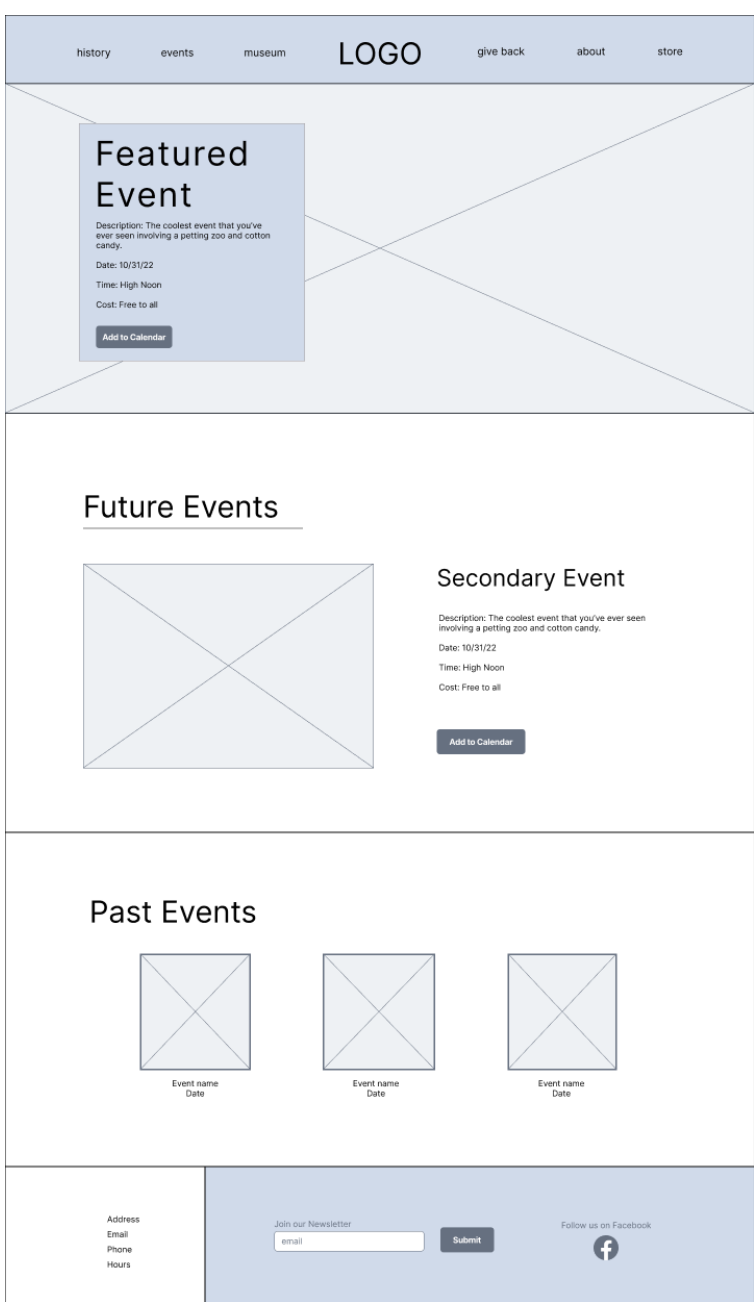 history
events
museum
LOGO
give back
about
store
Featured
Event
Description: The coolest event that you've
ever seen involving a petting zoo and cotton
candy.
Date: 10/31/22
Time: High Noon
Cost: Free to all
Add to Calendar
Future Events
Secondary Event
Description: The coolest event that you've ever seen
involving a petting zoo and cotton candy.
Date: 10/31/22
Time: High Noon
Cost: Free to all
Add to Calendar
Past Events
Event name
Date
Event name
Date
Event name
Date
Address
Email
Phone
Hours
Join our Newsletter
email
Submit
Follow us on Facebook